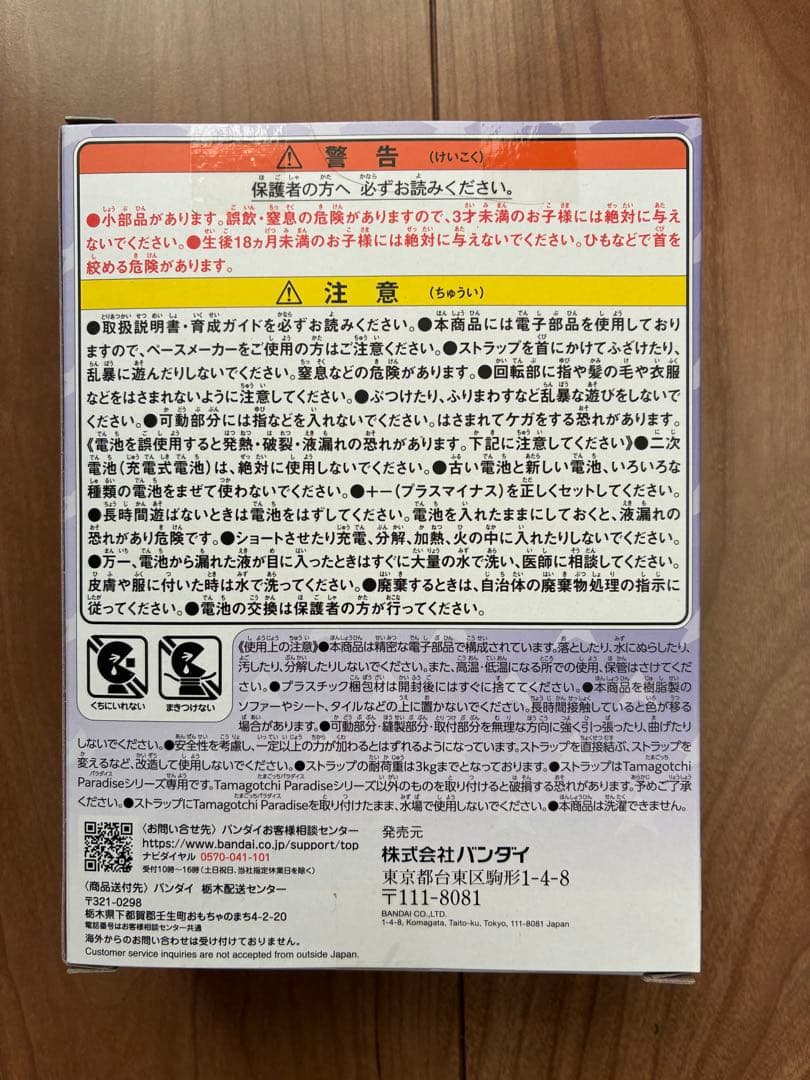 ⚠ 警告 (けいこく)
保護者の方へ 必ずお読みください。
●小部品があります。誤飲・窒息の危険がありますので、3才未満のお子様には絶対に与え
ないでください。●生後18ヵ月未満のお子様には絶対に与えないでください。ひもなどで首を
絞める危険があります。
⚠ 注意 (ちゅうい)
●取扱説明書・育成ガイドを必ずお読みください。●本商品には電子部品を使用しており
ますので、ペースメーカーをご使用の方はご注意ください。●ストラップを首にかけてふざけたり、
乱暴に遊んだりしないでください。窒息などの危険があります。●回転部に指や髪の毛や衣服
などをはさまれないように注意してください。●ぶつけたり、ふりまわすなど乱暴な遊びをしないで
ください。●可動部分には指などを入れないでください。はさまれてケガをする恐れがあります。
《電池を誤使用すると発熱・破裂・液漏れの恐れがあります。下記に注意してください》●二次
電池(充電式電池)は、絶対に使用しないでください。●古い電池と新しい電池、いろいろな
種類の電池をまぜて使わないでください。●+−(プラスマイナス)を正しくセットしてください。
●長時間遊ばないときは電池をはずしてください。電池を入れたままにしておくと、液漏れの
恐れがあり危険です。●ショートさせたり充電、分解、加熱、火の中に入れたりしないでください。
●万一、電池から漏れた液が目に入ったときはすぐに大量の水で洗い、医師に相談してください。
皮膚や服に付いた時は水で洗ってください。●廃棄するときは、自治体の廃棄物処理の指示に
従ってください。●電池の交換は保護者の方が行ってください。
くちにいれない
まきつけない
《使用上の注意》●本商品は精密な電子部品で構成されています。落としたり、水にぬらしたり、
汚したり、分解したりしないでください。また、高温・低温になる所での使用、保管はさけてくだ
さい。●プラスチック梱包材は開封後にはすぐに捨ててください。●本商品を樹脂製の
ソファーやシート、タイルなどの上に置かないでください。長時間接触していると色が移る
場合があります。●可動部分・縫製部分・取付部分を無理な方向に強く引っ張ったり、曲げたり
しないでください。●安全性を考慮し、一定以上の力が加わるとはずれるようになっています。ストラップを直接結ぶ、ストラップを
変えるなど、改造して使用しないでください。●ストラップの耐荷重は3kgまでとなっております。●ストラップはTamagotchi
Paradiseシリーズ専用です。Tamagotchi Paradiseシリーズ以外のものを取り付けると破損する恐れがあります。予めご了承
ください。●ストラップにTamagotchi Paradiseを取り付けたまま、水場で使用しないでください。●本商品は洗濯できません。
〈お問い合せ先〉バンダイお客様相談センター
https://www.bandai.co.jp/support/top
ナビダイヤル 0570-041-101
受付10時〜16時(土日祝日、当社指定休業日を除く)
〈商品送付先〉バンダイ 栃木配送センター
〒321-0298
栃木県下都賀郡壬生町おもちゃのまち4-2-20
電話番号はお客様相談センター共通
海外からのお問い合わせは受け付けておりません。
Customer service inquiries are not accepted from outside Japan.
発売元
株式会社バンダイ
東京都台東区駒形1-4-8
〒111-8081
BANDAI CO.,LTD.
1-4-8, Komagata, Taito-ku, Tokyo, 111-8081 Japan